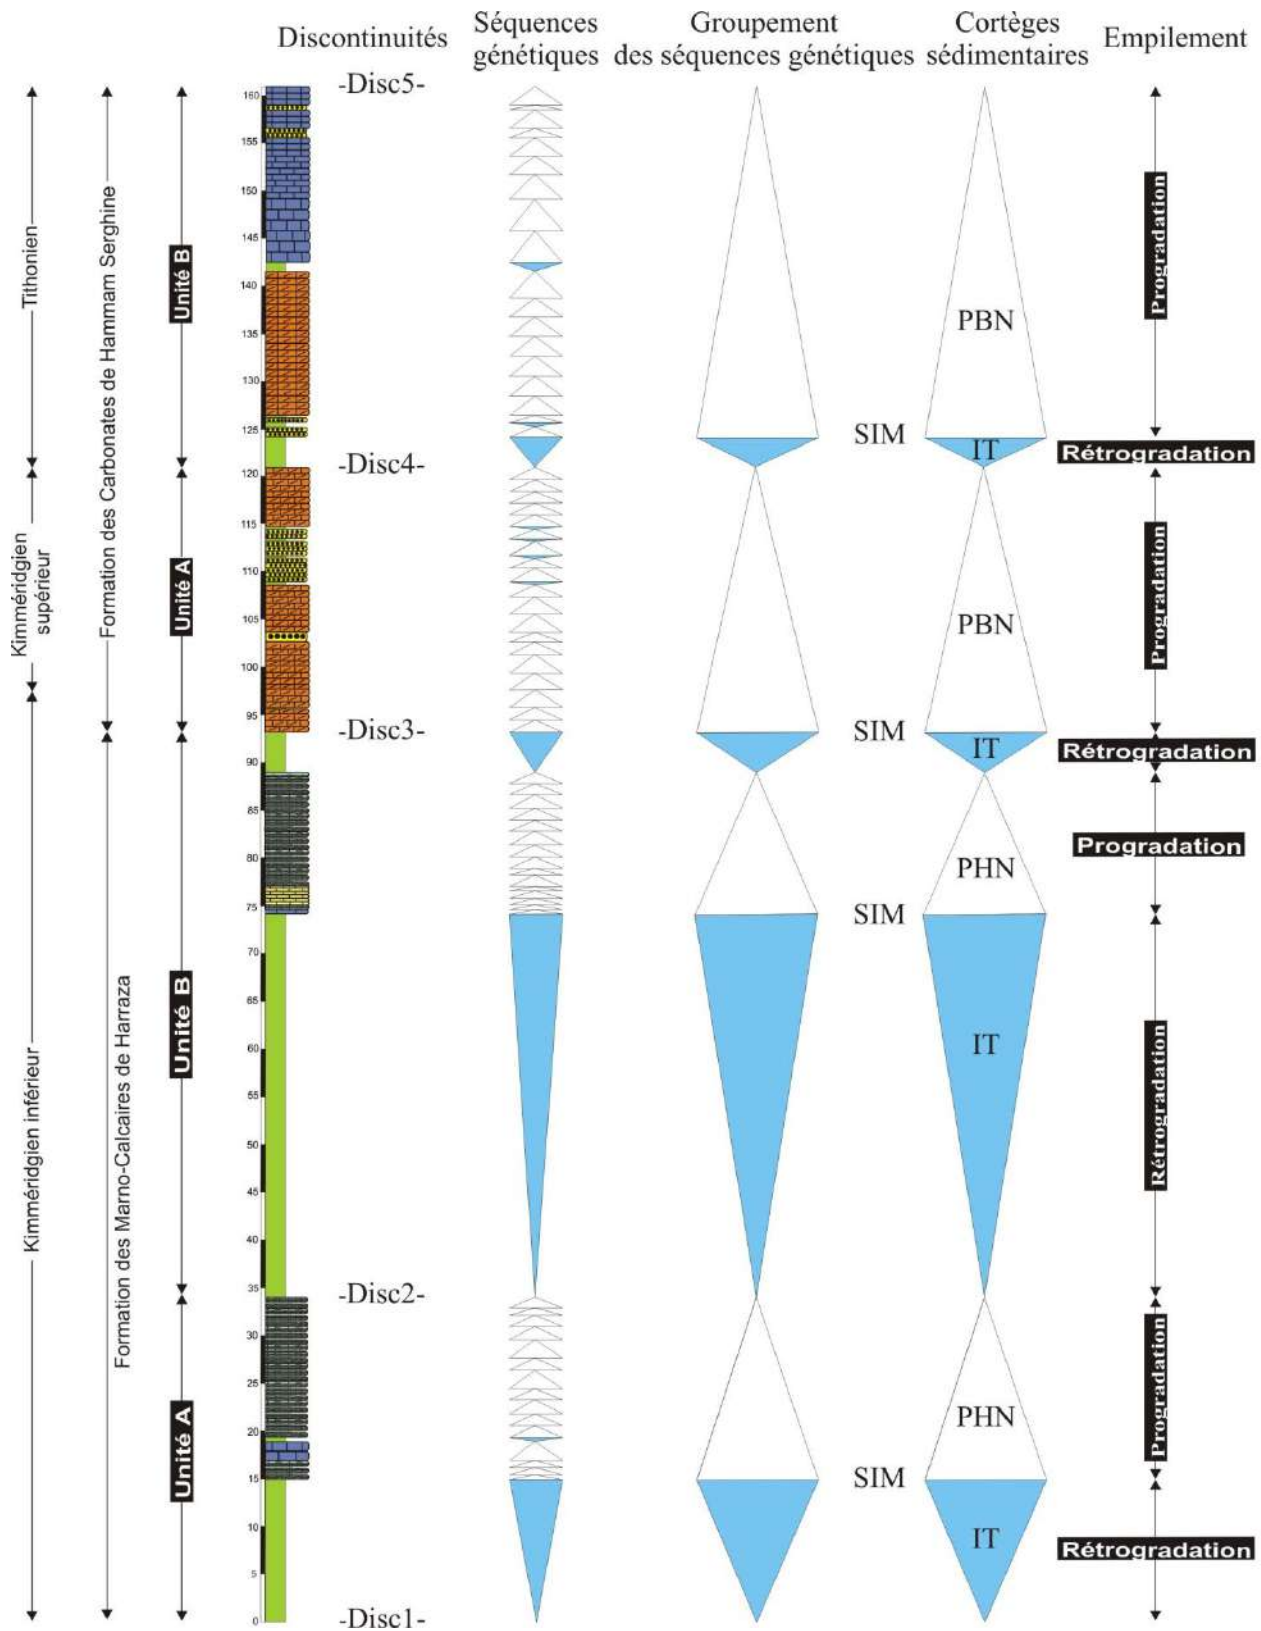 Discontinuités
Séquences
génétiques
Groupement
des séquences génétiques
Cortèges
sédimentaires
Empilement
Tithonien
Kimméridgien
supérieur
Kimméridgien inférieur
Formation des Carbonates de Hammam Serghine
Formation des Marno-Calcaires de Harraza
Unité B
Unité A
Unité B
Unité A
160
155
150
145
140
135
130
125
120
115
110
105
100
95
90
85
80
75
70
65
60
55
50
45
40
35
30
25
20
15
10
5
0
-Disc5-
-Disc4-
-Disc3-
-Disc2-
-Disc1-
SIM
SIM
SIM
SIM
PBN
IT
PBN
IT
PHN
IT
PHN
IT
Progradation
Rétrogradation
Progradation
Rétrogradation
Progradation
Rétrogradation
Progradation
Rétrogradation